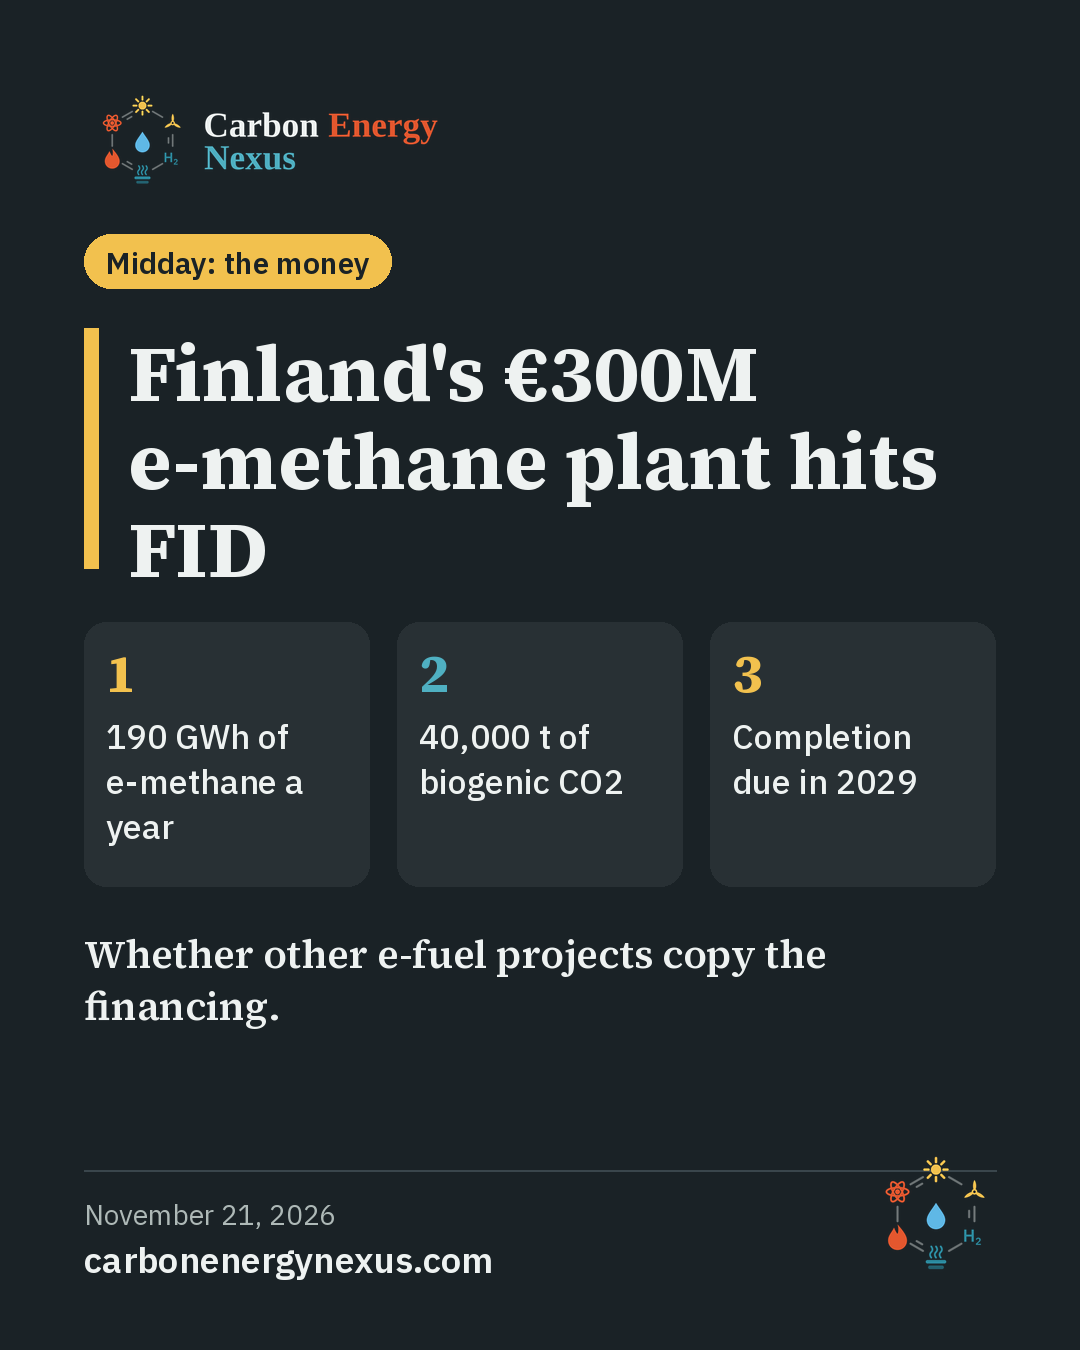 Carbon Energy
Nexus
H₂
Midday: the money
Finland's €300M
e-methane plant hits
FID
1
190 GWh of
e-methane a
year
2
40,000 t of
biogenic CO2
3
Completion
due in 2029
Whether other e-fuel projects copy the
financing.
November 21, 2026
carbonenergynexus.com
H₂